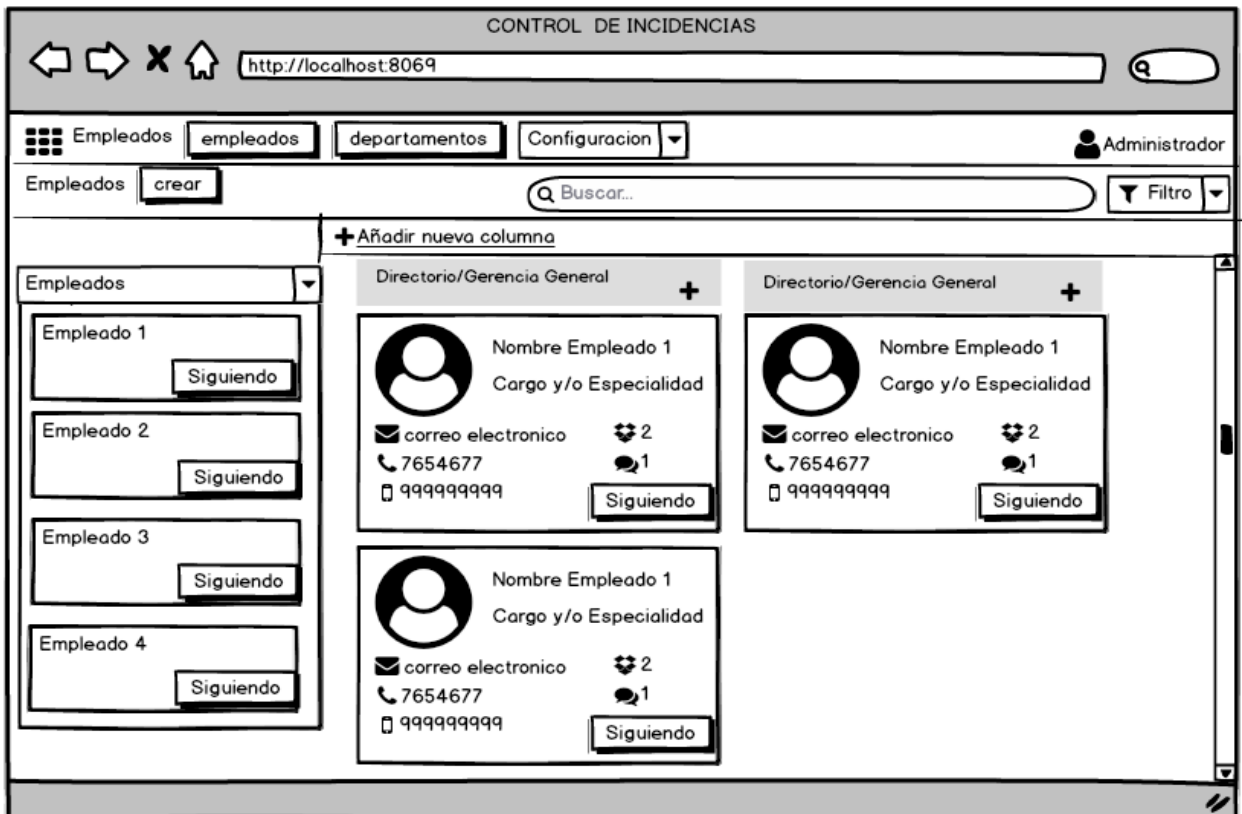 CONTROL DE INCIDENCIAS
http://localhost:8069
Empleados empleados departamentos Configuracion Administrador
Empleados crear Buscar... Filtro
Añadir nueva columna
Empleados
Empleado 1
Siguiendo
Empleado 2
Siguiendo
Empleado 3
Siguiendo
Empleado 4
Siguiendo
Directorio/Gerencia General
Nombre Empleado 1
Cargo y/o Especialidad
correo electronico 2
7654677 1
999999999
Siguiendo
Nombre Empleado 1
Cargo y/o Especialidad
correo electronico 2
7654677 1
999999999
Siguiendo
Directorio/Gerencia General
Nombre Empleado 1
Cargo y/o Especialidad
correo electronico 2
7654677 1
999999999
Siguiendo